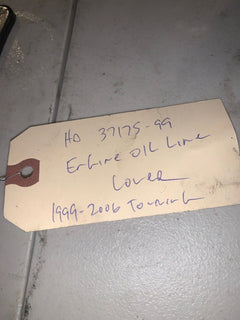 HD 37175-99
Engine OIL Line
Cover
1999-2006 Touring